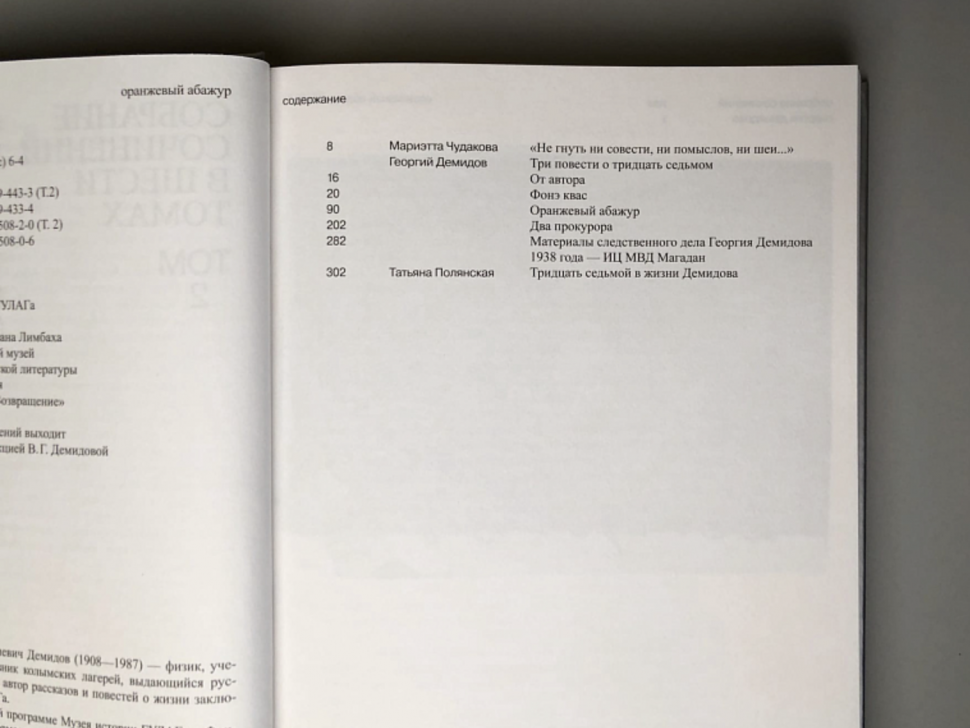 оранжевый абажур
) 6-4
-443-3 (Т.2)
-433-4
508-2-0 (Т. 2)
508-0-6
УЛАГа
ана Лимбаха
й музей
кой литературы
озвращение»
ений выходит
цией В.Г. Демидовой
евич Демидов (1908—1987) — физик, уче-
ник колымских лагерей, выдающийся рус-
автор рассказов и повестей о жизни заклю-
а.
й программе Музея истории
содержание
8 Мариэтта Чудакова «Не гнуть ни совести, ни помыслов, ни шеи...»
Георгий Демидов Три повести о тридцать седьмом
16 От автора
20 Фонэ квас
90 Оранжевый абажур
202 Два прокурора
282 Материалы следственного дела Георгия Демидова
1938 года — ИЦ МВД Магадан
302 Татьяна Полянская Тридцать седьмой в жизни Демидова